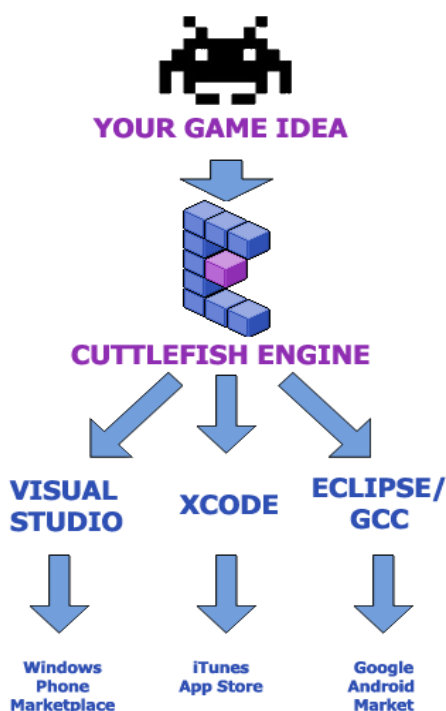 YOUR GAME IDEA
CUTTLEFISH ENGINE
VISUAL
STUDIO
XCODE
ECLIPSE/
GCC
Windows
Phone
Marketplace
iTunes
App Store
Google
Android
Market